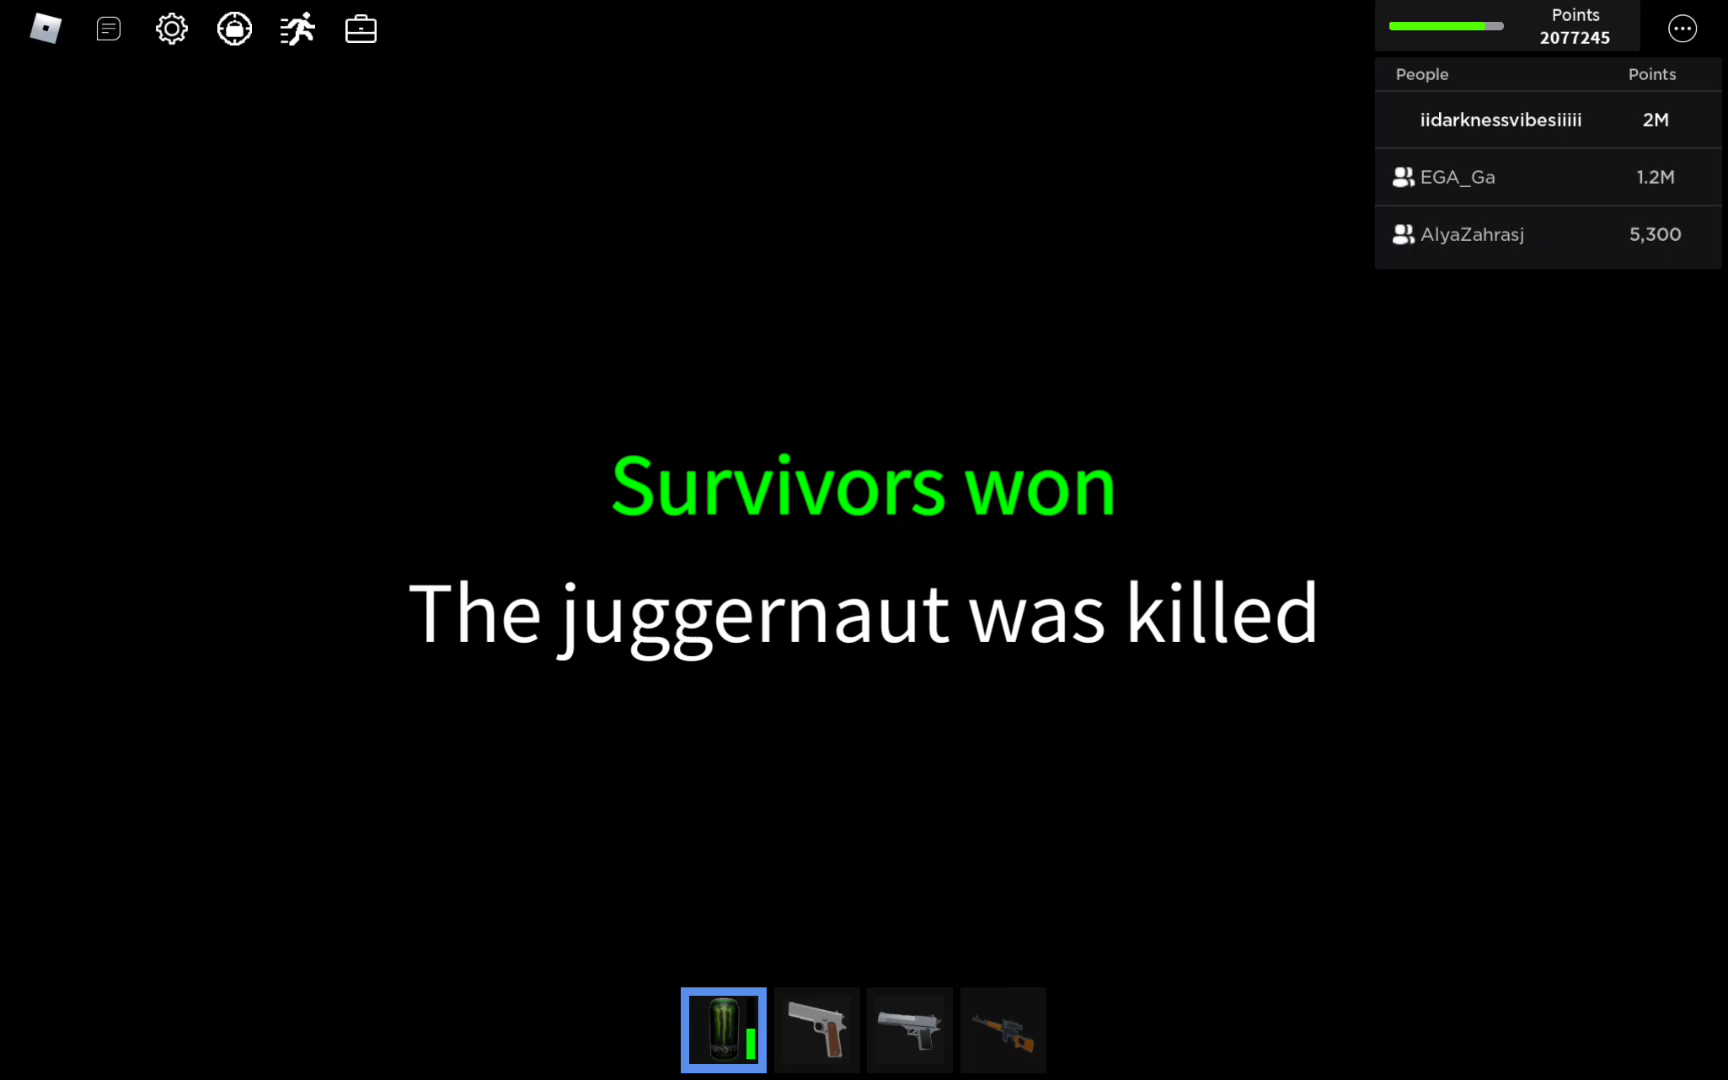 Points
2077245
People Points
iidarknessvibesiiiii 2M
EGA_Ga 1.2M
AlyaZahrasj 5,300
Survivors won
The juggernaut was killed